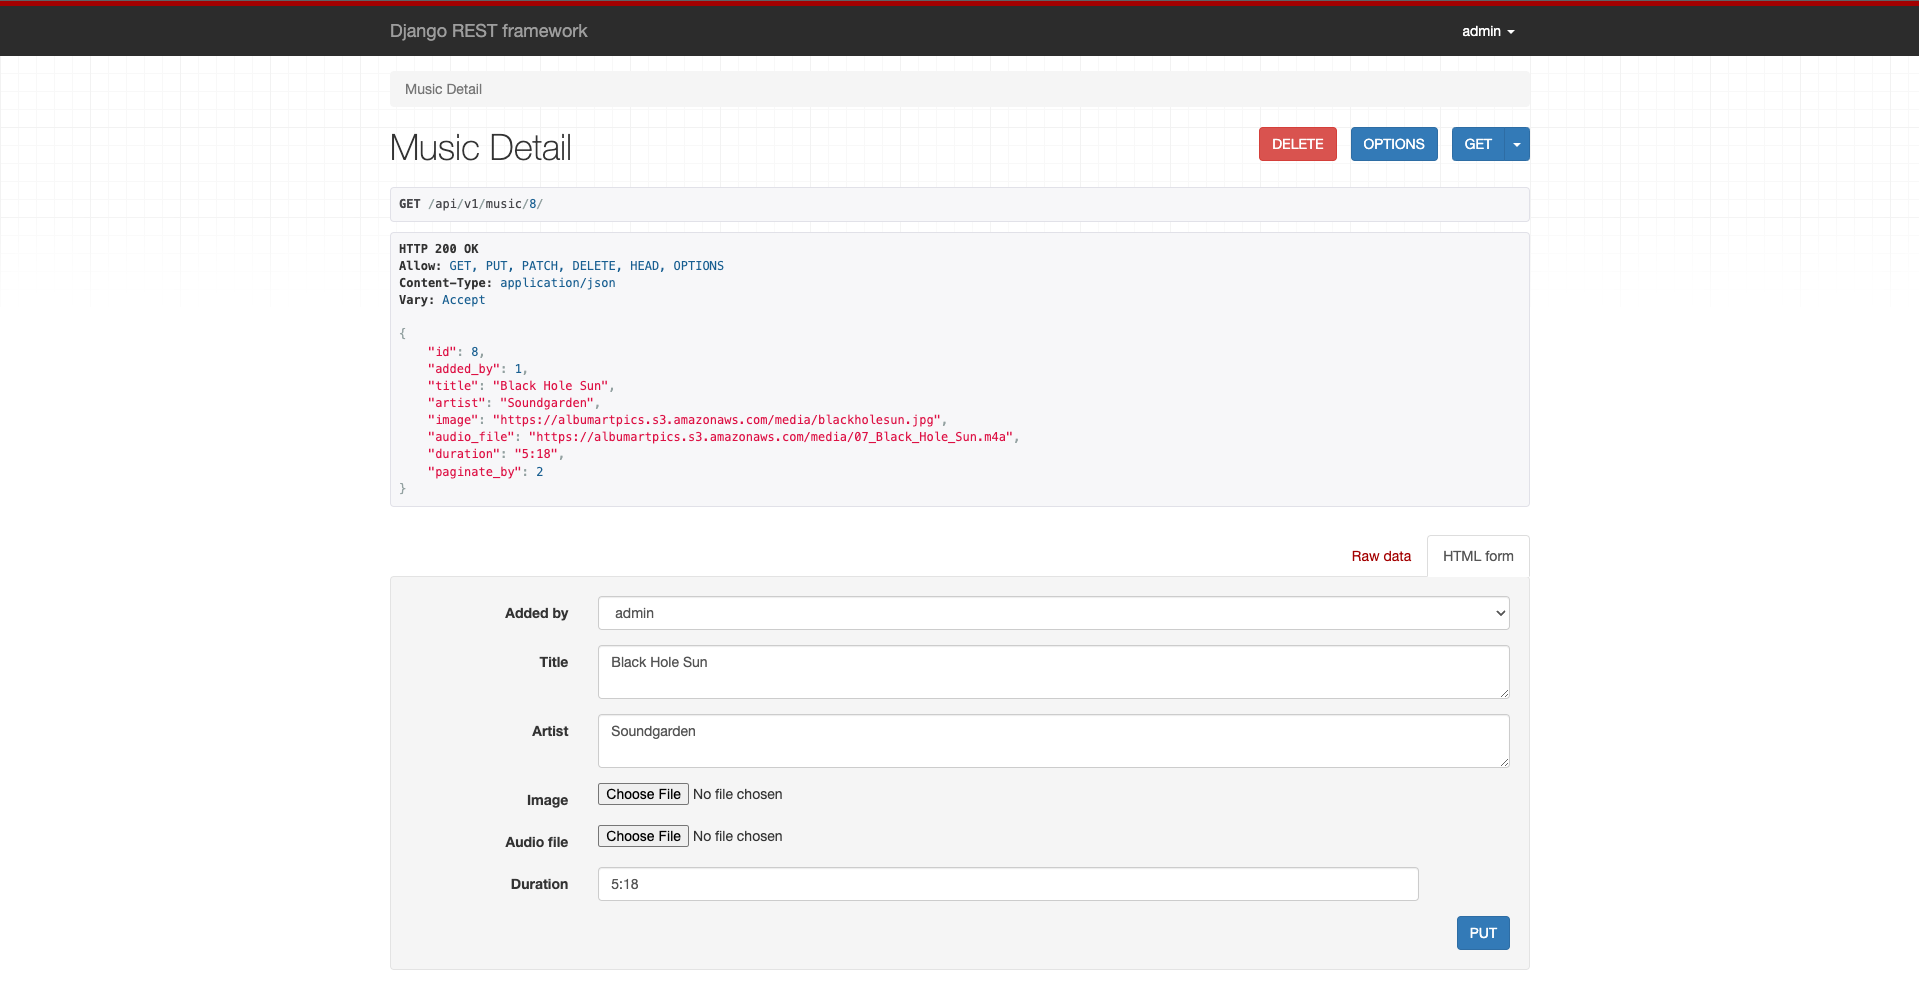 Django REST framework
admin
Music Detail
Music Detail
DELETE
OPTIONS
GET
GET /api/v1/music/8/
HTTP 200 OK
Allow: GET, PUT, PATCH, DELETE, HEAD, OPTIONS
Content-Type: application/json
Vary: Accept
{
    "id": 8,
    "added_by": 1,
    "title": "Black Hole Sun",
    "artist": "Soundgarden",
    "image": "https://albumartpics.s3.amazonaws.com/media/blackholesun.jpg",
    "audio_file": "https://albumartpics.s3.amazonaws.com/media/07_Black_Hole_Sun.m4a",
    "duration": "5:18",
    "paginate_by": 2
}
Raw data
HTML form
Added by
admin
Title
Black Hole Sun
Artist
Soundgarden
Image
Choose File No file chosen
Audio file
Choose File No file chosen
Duration
5:18
PUT